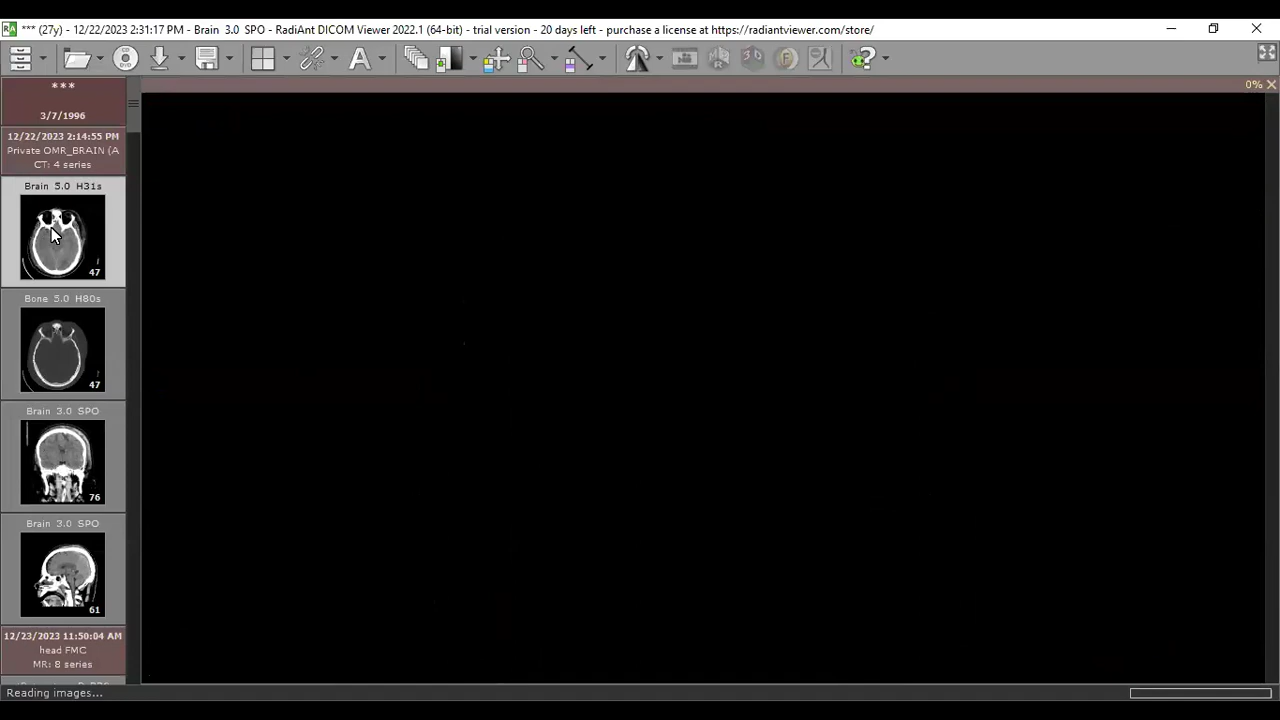 *** (27y) - 12/22/2023 2:31:17 PM - Brain 3.0 SPO - RadiAnt DICOM Viewer 2022.1 (64-bit) - trial version - 20 days left - purchase a license at https://radiantviewer.com/store/
0%
***
3/7/1996
12/22/2023 2:14:55 PM
Private OMR_BRAIN (A
CT: 4 series
Brain 5.0 H31s
47
Bone 5.0 H80s
47
Brain 3.0 SPO
76
Brain 3.0 SPO
61
12/23/2023 11:50:04 AM
head FMC
MR: 8 series
Reading images...